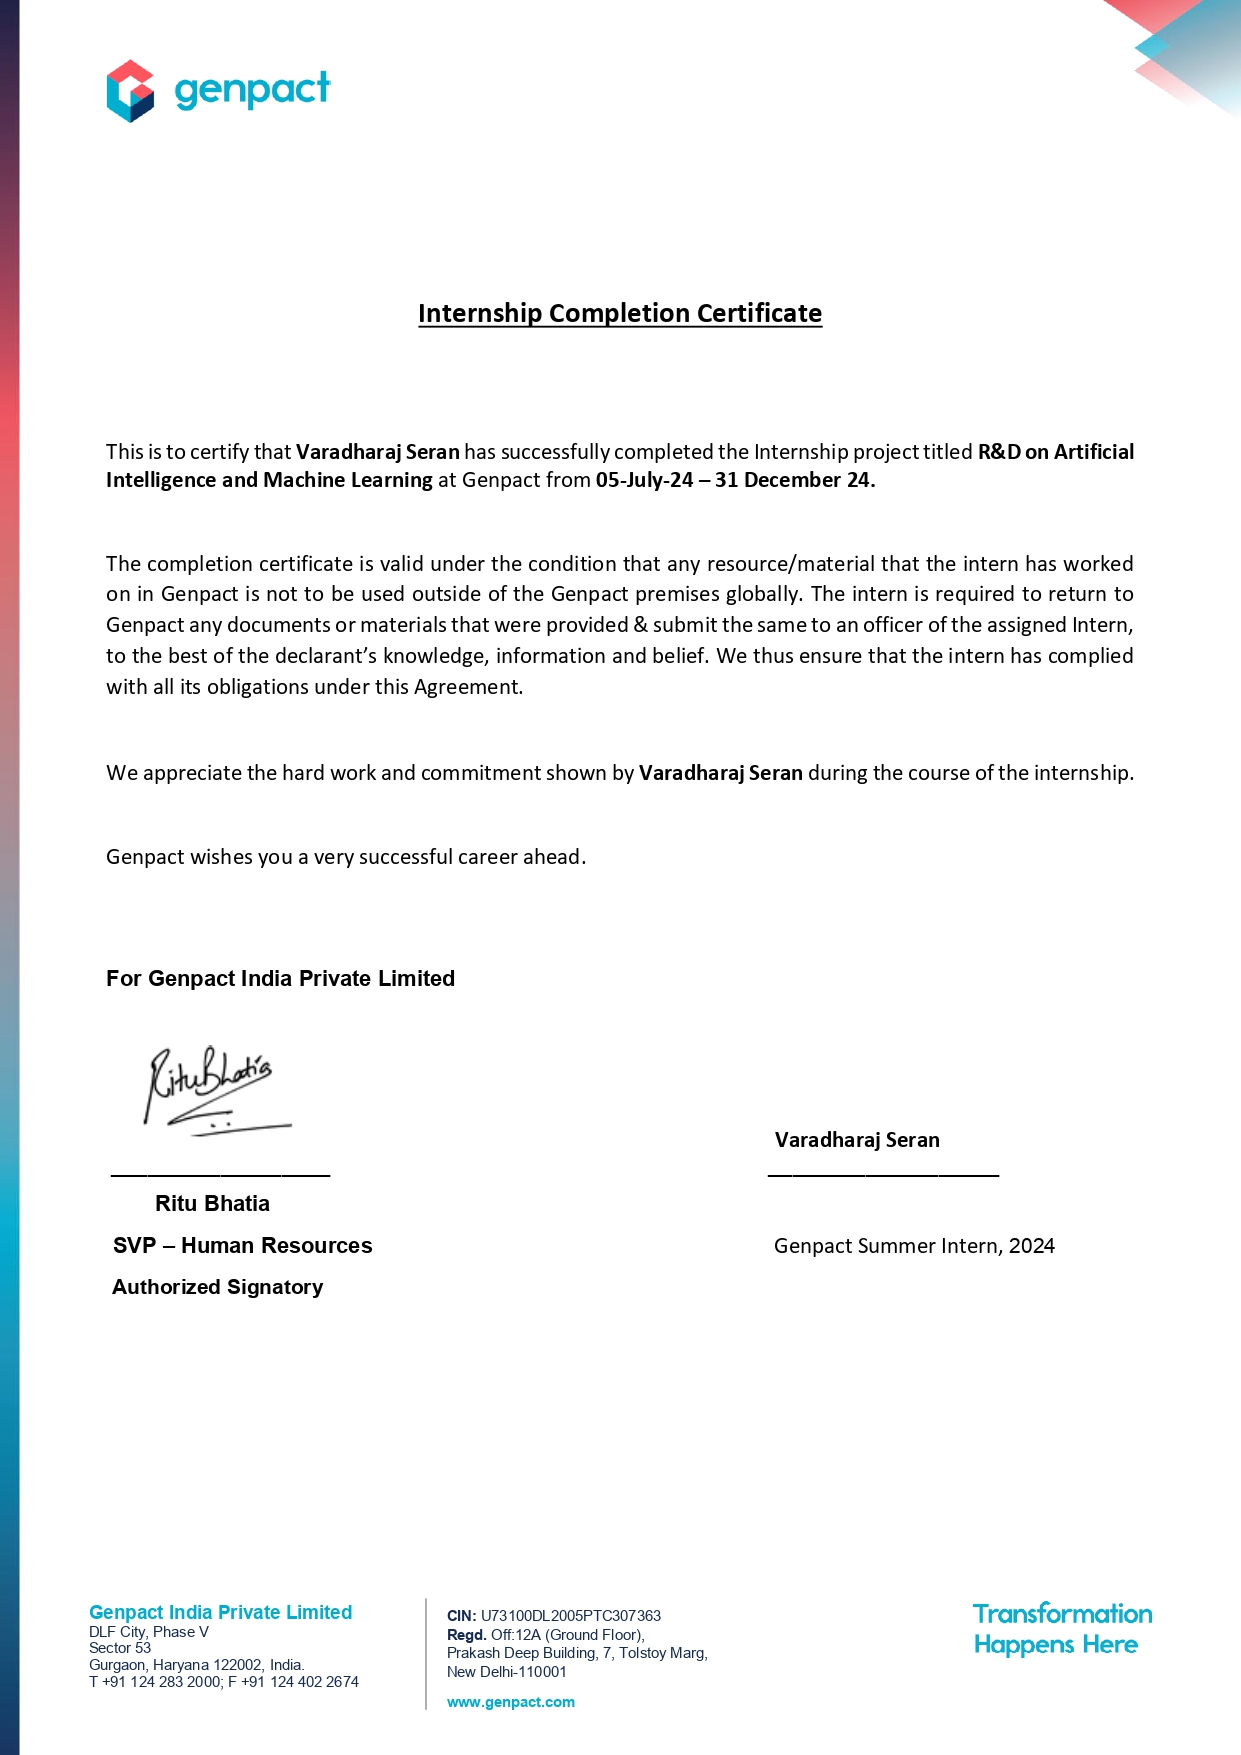 genpact
Internship Completion Certificate
This is to certify that Varadharaj Seran has successfully completed the Internship project titled R&D on Artificial
Intelligence and Machine Learning at Genpact from 05-July-24 – 31 December 24.
The completion certificate is valid under the condition that any resource/material that the intern has worked
on in Genpact is not to be used outside of the Genpact premises globally. The intern is required to return to
Genpact any documents or materials that were provided & submit the same to an officer of the assigned Intern,
to the best of the declarant’s knowledge, information and belief. We thus ensure that the intern has complied
with all its obligations under this Agreement.
We appreciate the hard work and commitment shown by Varadharaj Seran during the course of the internship.
Genpact wishes you a very successful career ahead.
For Genpact India Private Limited
Ritu Bhatia
Varadharaj Seran
Ritu Bhatia
SVP – Human Resources
Genpact Summer Intern, 2024
Authorized Signatory
Genpact India Private Limited
DLF City, Phase V
Sector 53
Gurgaon, Haryana 122002, India.
T +91 124 283 2000; F +91 124 402 2674
CIN: U73100DL2005PTC307363
Regd. Off:12A (Ground Floor),
Prakash Deep Building, 7, Tolstoy Marg,
New Delhi-110001
www.genpact.com
Transformation
Happens Here